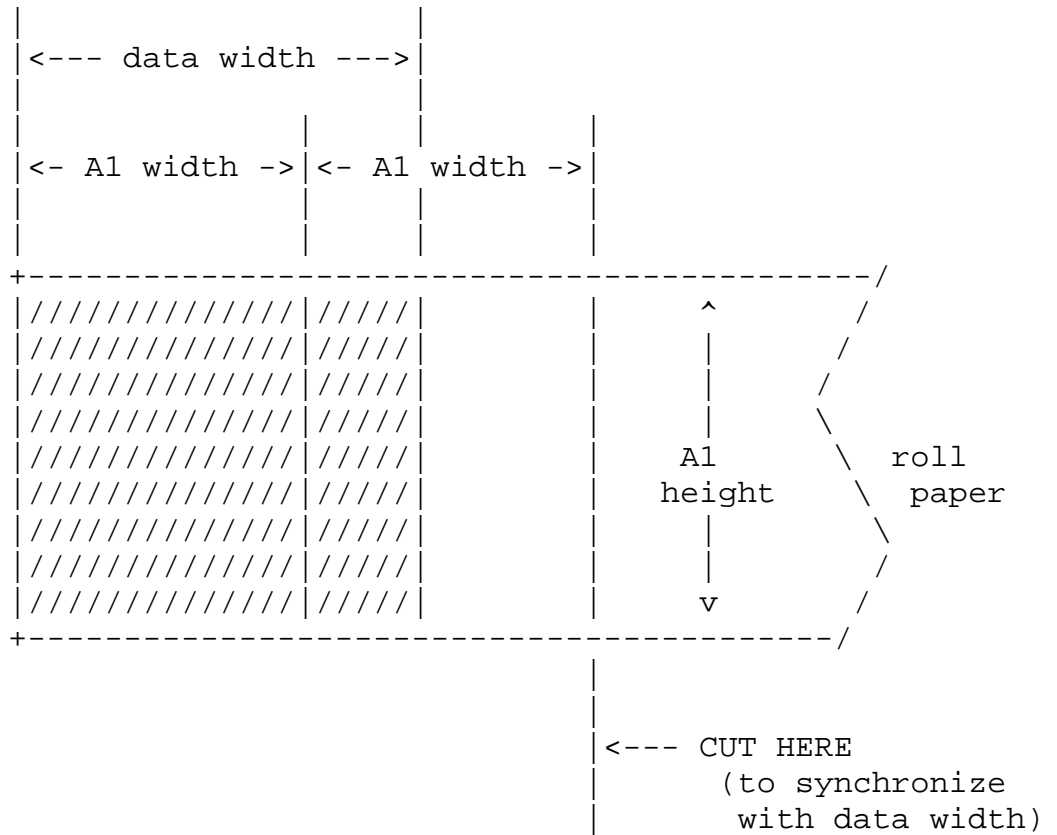 <--- data width --->
<- A1 width -> <- A1 width ->
A1 roll
height paper
<--- CUT HERE
(to synchronize
with data width)